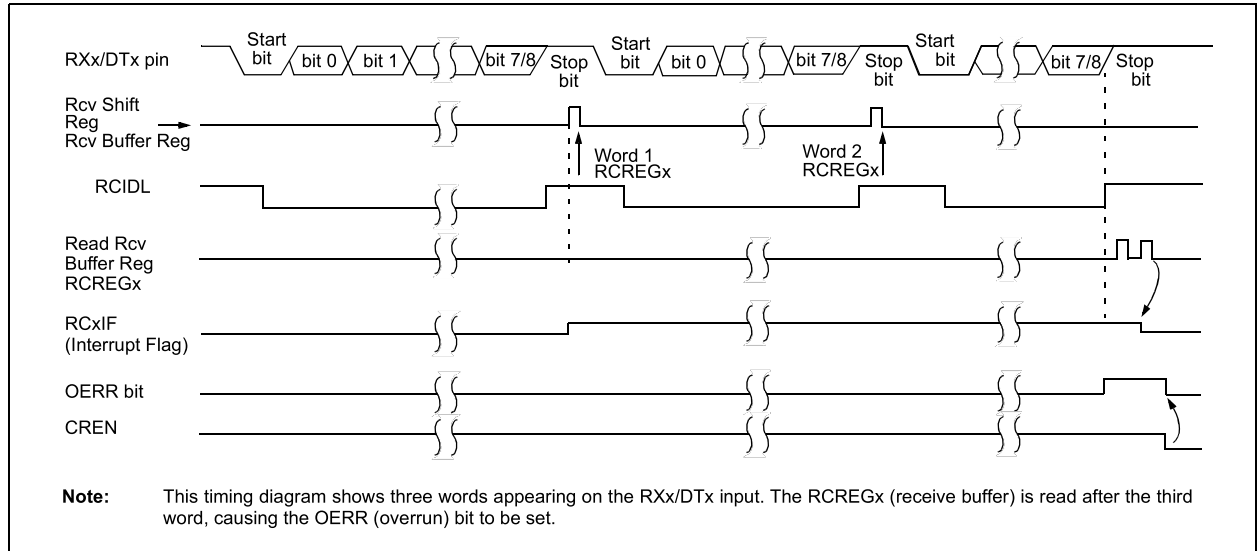 RXx/DTx pin
Start
bit
bit 0
bit 1
bit 7/8
Stop
bit
Start
bit
bit 0
bit 7/8
Stop
bit
Start
bit
bit 7/8
Stop
bit
Rcv Shift
Reg
Rcv Buffer Reg
Word 1
RCREGx
Word 2
RCREGx
RCIDL
Read Rcv
Buffer Reg
RCREGx
RCxIF
(Interrupt Flag)
OERR bit
CREN
Note: This timing diagram shows three words appearing on the RXx/DTx input. The RCREGx (receive buffer) is read after the third
word, causing the OERR (overrun) bit to be set.